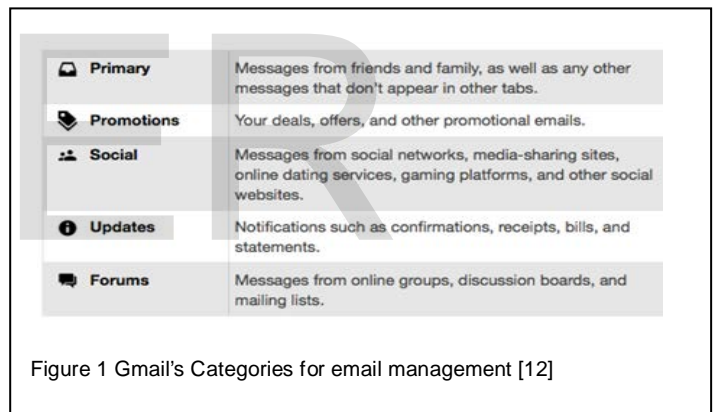 Primary Messages from friends and family, as well as any other
messages that don't appear in other tabs.
Promotions Your deals, offers, and other promotional emails.
Social Messages from social networks, media-sharing sites,
online dating services, gaming platforms, and other social
websites.
Updates Notifications such as confirmations, receipts, bills, and
statements.
Forums Messages from online groups, discussion boards, and
mailing lists.
Figure 1 Gmail's Categories for email management [12]